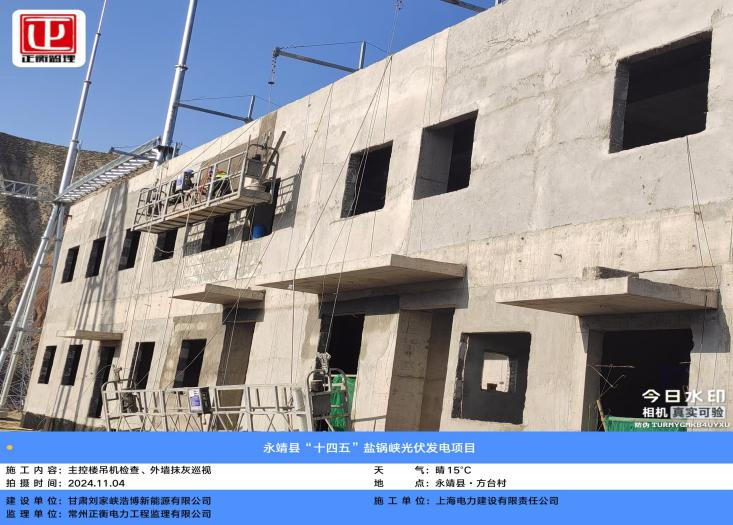 正衡管理
今日水印
相机 真实可验
防伪 TURMYGMKB4UYXU
永靖县“十四五”盐锅峡光伏发电项目
施工内容：主控楼吊机检查、外墙抹灰巡视
天气：晴 15℃
拍摄时间：2024.11.04
地点：永靖县·方台村
建设单位：甘肃刘家峡浩博新能源有限公司
施工单位：上海电力建设有限责任公司
监理单位：常州正衡电力工程监理有限公司